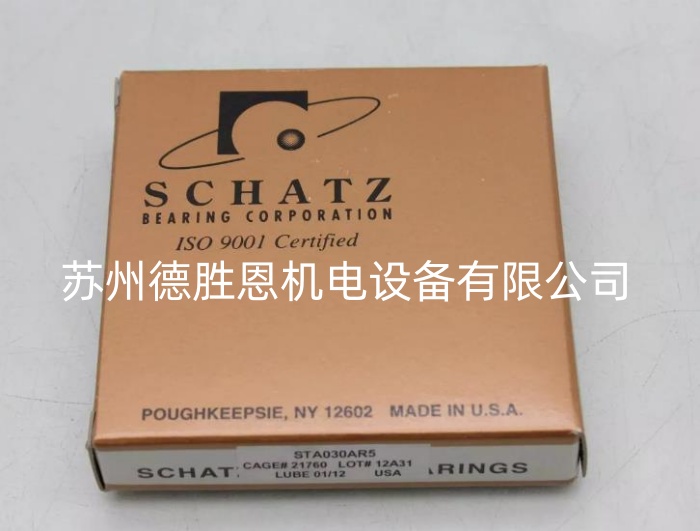 SCHATZ
BEARING CORPORATION
ISO 9001 Certified
苏州德胜恩机电设备有限公司
POUGHKEEPSIE, NY 12602 MADE IN U.S.A.
STA030AR5
CAGE# 21760 LOT# 12A31
LUBE 01/12 USA
SCHAT ARINGS